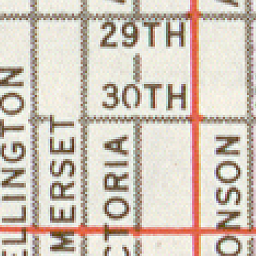 29TH
30TH
ELLINGTON
MERSET
CTORIA
ONSON